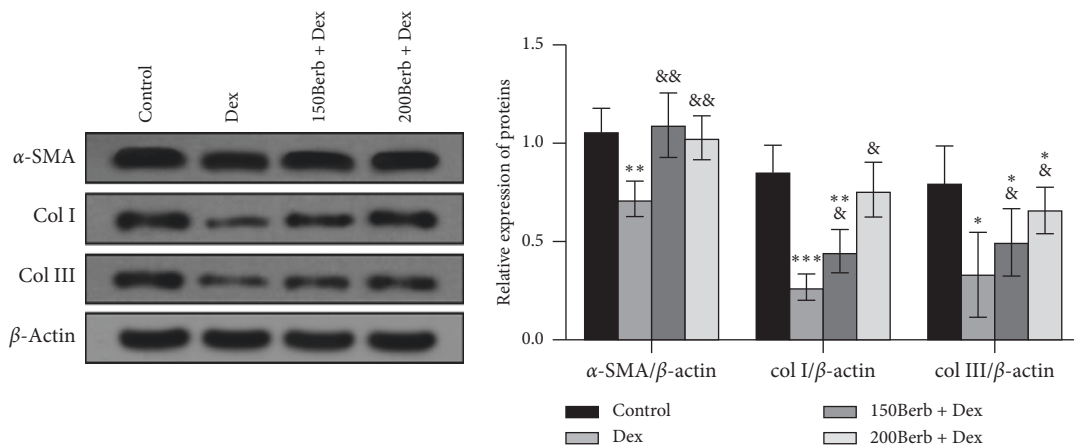 Control
Dex
150Berb + Dex
200Berb + Dex
α-SMA
Col I
Col III
β-Actin
Relative expression of proteins
1.5
1.0
0.5
0.0
**
&&
&&
***
**
&
&
*
*
&
*
&
α-SMA/β-actin
col I/β-actin
col III/β-actin
Control
Dex
150Berb + Dex
200Berb + Dex